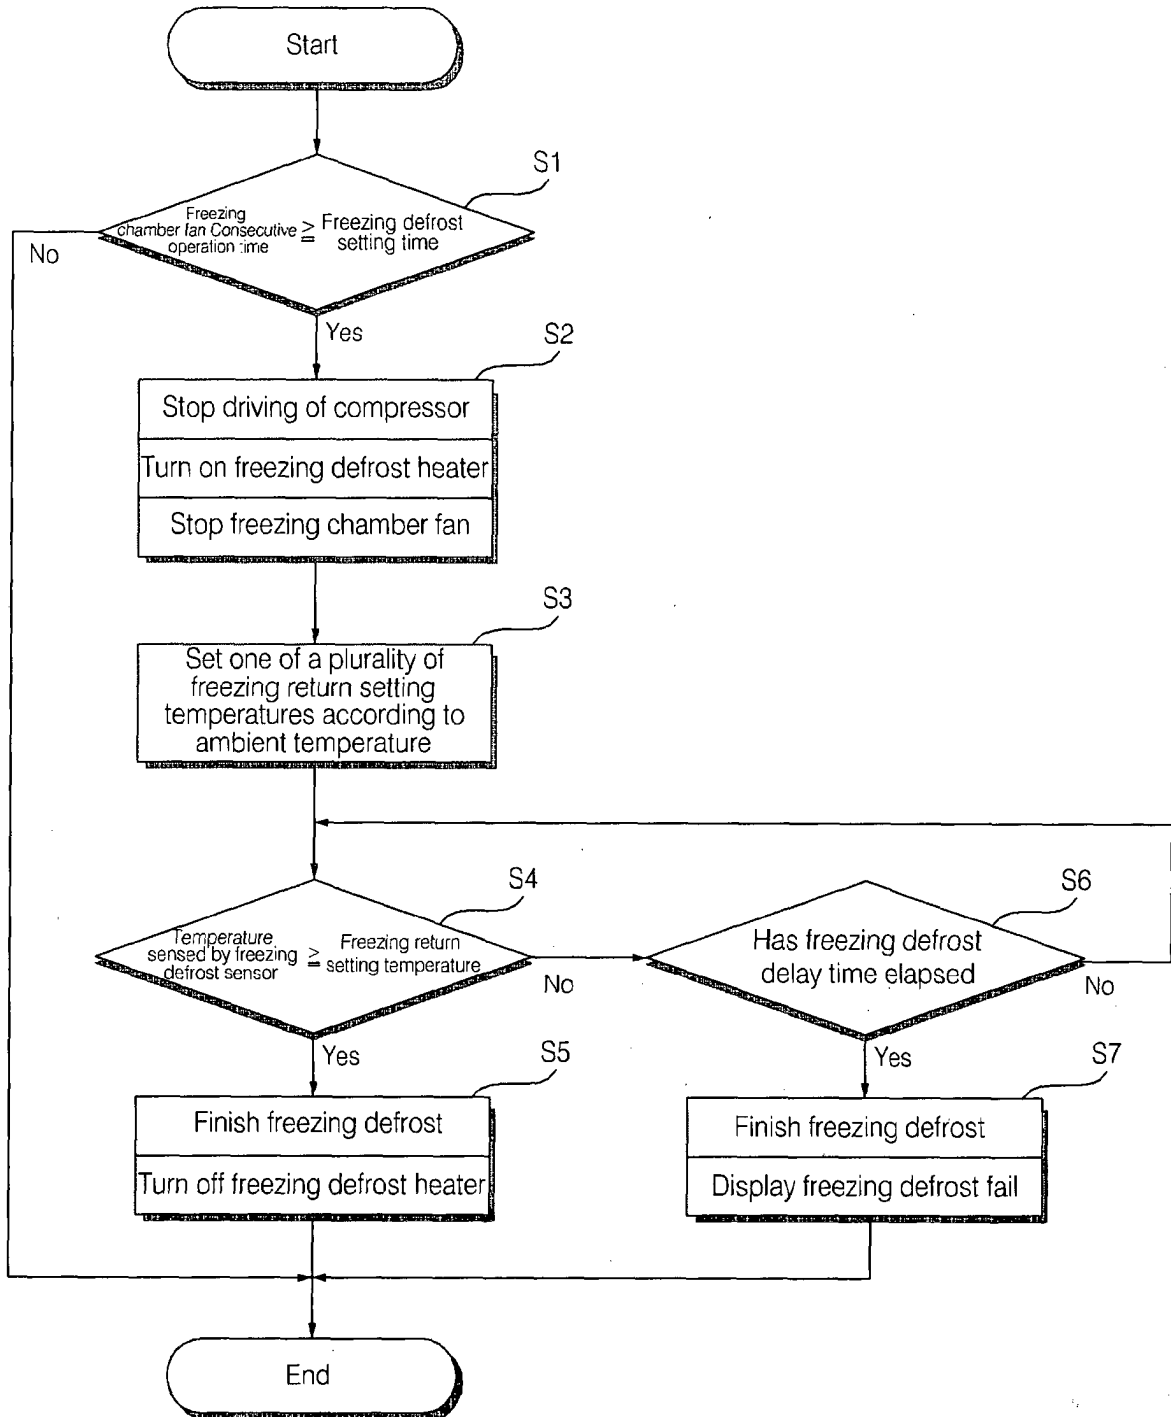 Start
S1
Freezing
chamber fan Consecutive
operation time
≧
Freezing defrost
setting time
No
Yes
S2
Stop driving of compressor
Turn on freezing defrost heater
Stop freezing chamber fan
S3
Set one of a plurality of
freezing return setting
temperatures according to
ambient temperature
S4
Temperature
sensed by freezing
defrost sensor
≧
Freezing return
setting temperature
No
Yes
S6
Has freezing defrost
delay time elapsed
No
Yes
S5
Finish freezing defrost
Turn off freezing defrost heater
S7
Finish freezing defrost
Display freezing defrost fail
End